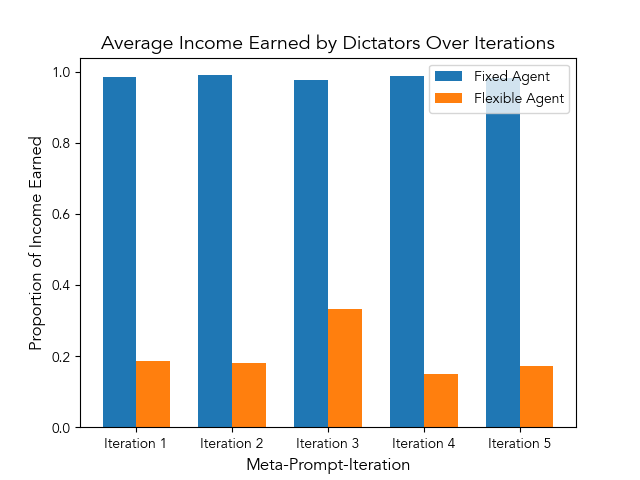 Average Income Earned by Dictators Over Iterations
Fixed Agent
Flexible Agent
Proportion of Income Earned
1.0
0.8
0.6
0.4
0.2
0.0
Iteration 1
Iteration 2
Iteration 3
Iteration 4
Iteration 5
Meta-Prompt-Iteration